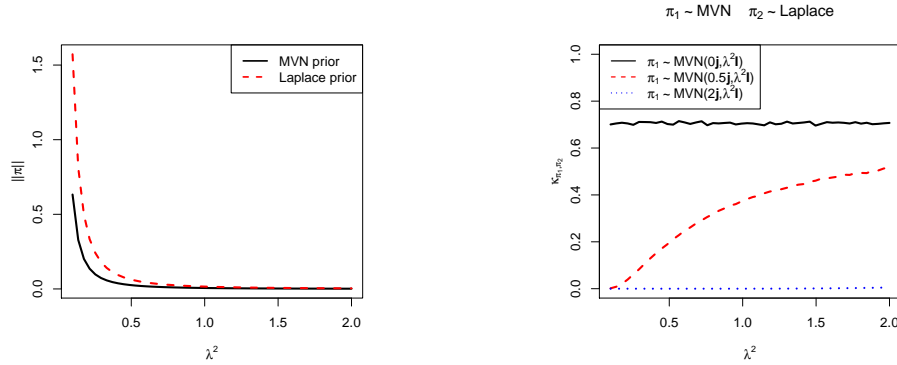 π₁ ~ MVN π₂ ~ Laplace
||π||
0.0 0.5 1.0 1.5
MVN prior
Laplace prior
0.5 1.0 1.5 2.0
λ²
κπ₁,π₂
0.0 0.2 0.4 0.6 0.8 1.0
π₁ ~ MVN(0j,λ²I)
π₁ ~ MVN(0.5j,λ²I)
π₁ ~ MVN(2j,λ²I)
0.5 1.0 1.5 2.0
λ²